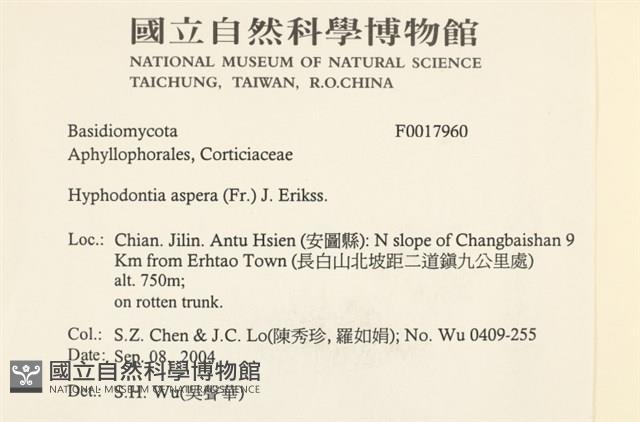 國立自然科學博物館
NATIONAL MUSEUM OF NATURAL SCIENCE
TAICHUNG, TAIWAN, R.O.CHINA
Basidiomycota F0017960
Aphyllophorales, Corticiaceae
Hyphodontia aspera (Fr.) J. Erikss.
Loc.: Chian. Jilin. Antu Hsien (安圖縣): N slope of Changbaishan 9
Km from Erhtao Town (長白山北坡距二道鎮九公里處)
alt. 750m;
on rotten trunk.
Col.: S.Z. Chen & J.C. Lo(陳秀珍, 羅如娟); No. Wu 0409-255
Date: Sep. 08, 2004
國立自然科學博物館
NATIONAL MUSEUM OF NATURAL SCIENCE
Det.: S.H. Wu(吳聲華)